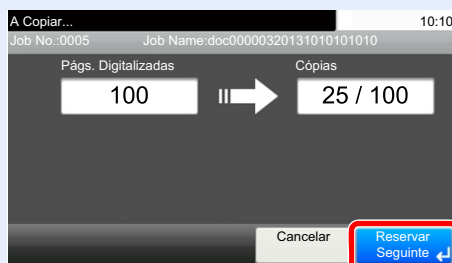 A Copiar... 10:10
Job No.:0005 Job Name:doc00000320131010101010
Págs. Digitalizadas Cópias
100 25 / 100
Cancelar Reservar
Seguinte